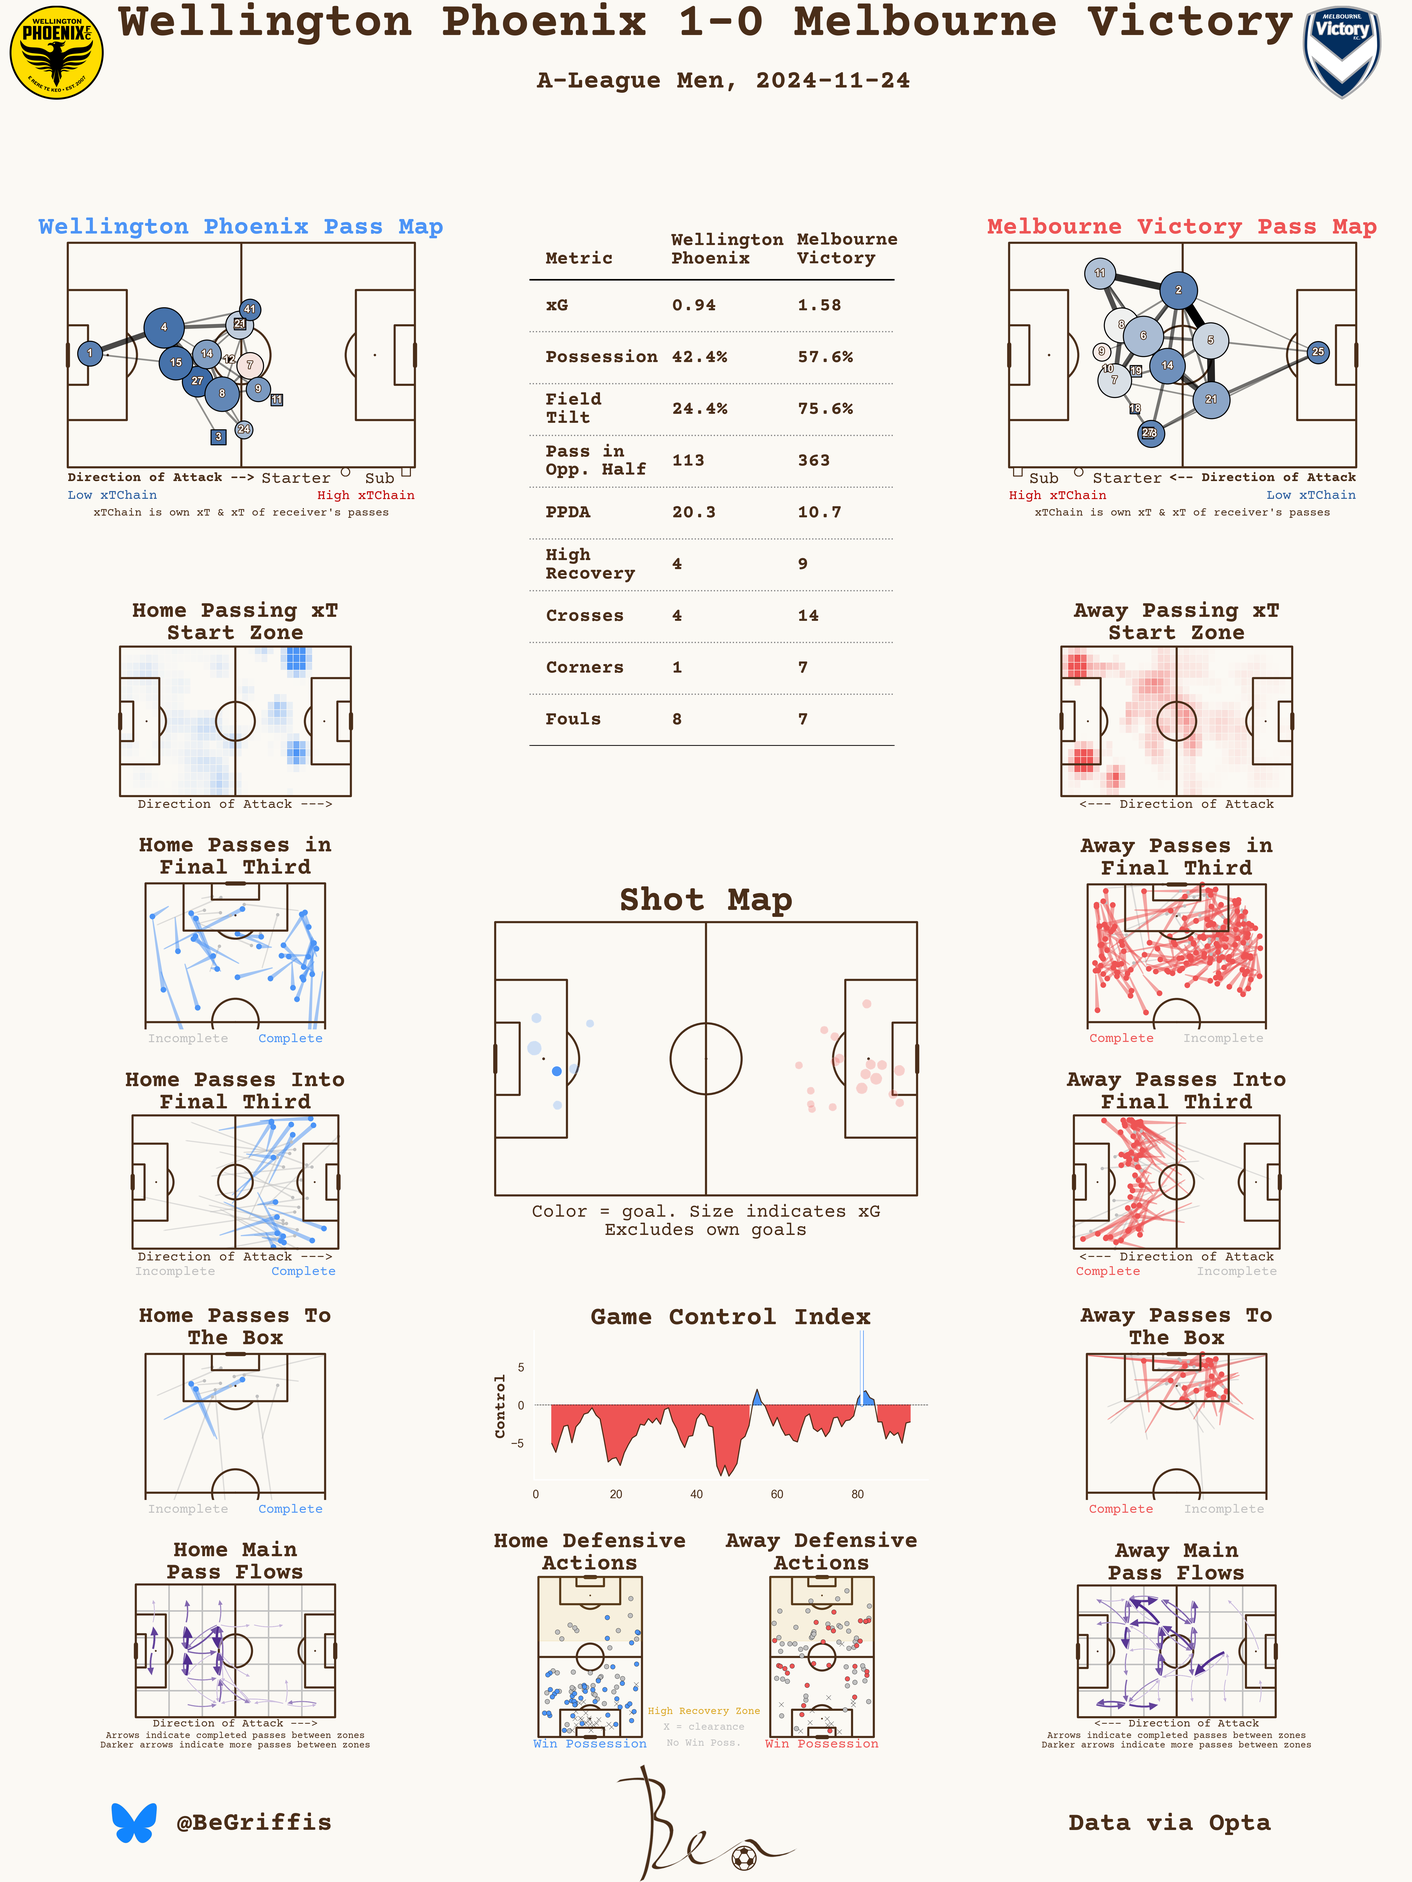 Wellington Phoenix 1-0 Melbourne Victory
A-League Men, 2024-11-24
WELLINGTON
PHOENIX FC
E RERE TE KEO • EST. 2007
MELBOURNE
Victory
F.C.
Wellington Phoenix Pass Map
1
4
15
27
14
8
12
21
41
7
9
11
24
3
Direction of Attack --> Starter Sub
Low xTChain High xTChain
xTChain is own xT & xT of receiver's passes
Metric Wellington Phoenix Melbourne Victory
xG 0.94 1.58
Possession 42.4% 57.6%
Field Tilt 24.4% 75.6%
Pass in Opp. Half 113 363
PPDA 20.3 10.7
High Recovery 4 9
Crosses 4 14
Corners 1 7
Fouls 8 7
Melbourne Victory Pass Map
11
2
8
6
5
9
10
19
14
7
25
18
21
27
Sub Starter <-- Direction of Attack
High xTChain Low xTChain
xTChain is own xT & xT of receiver's passes
Home Passing xT
Start Zone
Direction of Attack --->
Away Passing xT
Start Zone
<--- Direction of Attack
Home Passes in
Final Third
Incomplete Complete
Away Passes in
Final Third
Complete Incomplete
Shot Map
Color = goal. Size indicates xG
Excludes own goals
Home Passes Into
Final Third
Direction of Attack --->
Incomplete Complete
Away Passes Into
Final Third
<--- Direction of Attack
Complete Incomplete
Home Passes To
The Box
Incomplete Complete
Game Control Index
Control
5
0
−5
0 20 40 60 80
Away Passes To
The Box
Complete Incomplete
Home Main
Pass Flows
Direction of Attack --->
Arrows indicate completed passes between zones
Darker arrows indicate more passes between zones
Home Defensive
Actions
Win Possession
Away Defensive
Actions
Win Possession
High Recovery Zone
X = clearance
No Win Poss.
Away Main
Pass Flows
<--- Direction of Attack
Arrows indicate completed passes between zones
Darker arrows indicate more passes between zones
@BeGriffis
Ben
Data via Opta